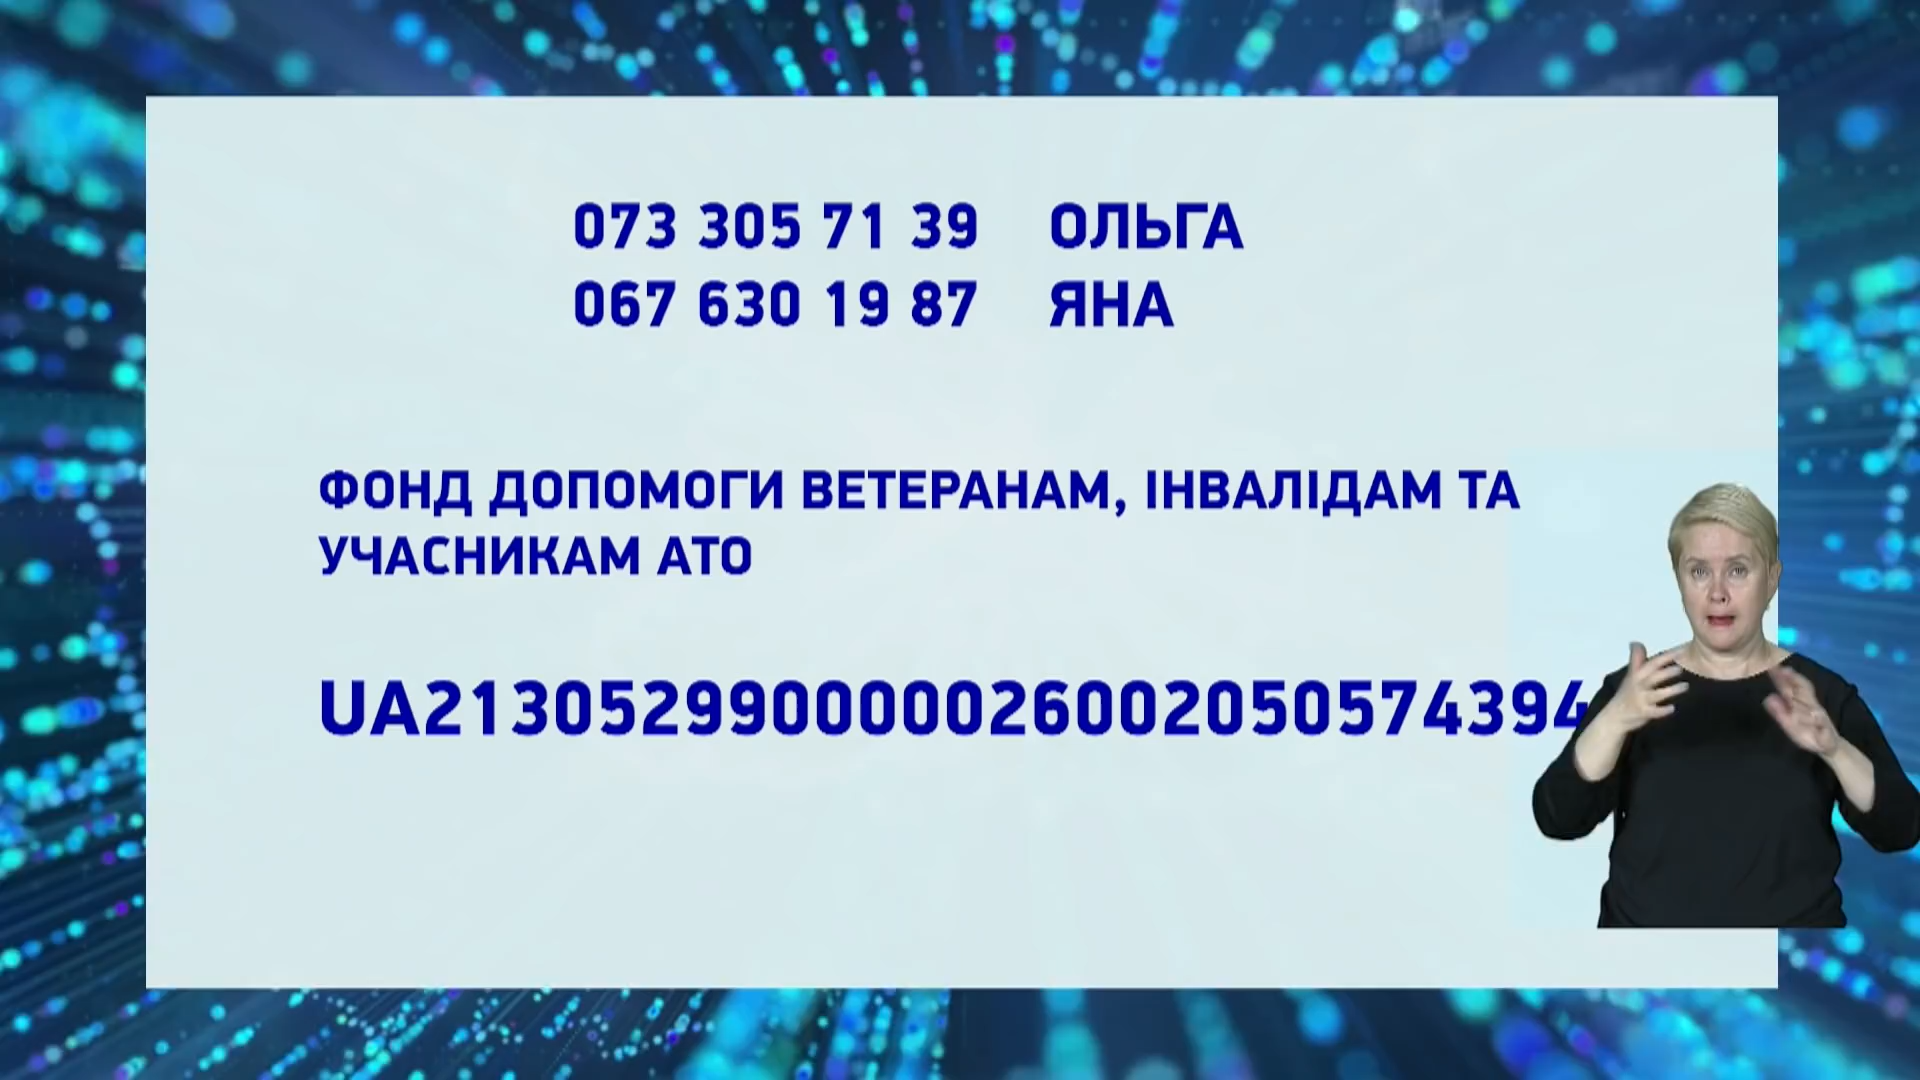 073 305 71 39 ОЛЬГА
067 630 19 87 ЯНА
ФОНД ДОПОМОГИ ВЕТЕРАНАМ, ІНВАЛІДАМ ТА
УЧАСНИКАМ АТО
UA213052990000026002050574394